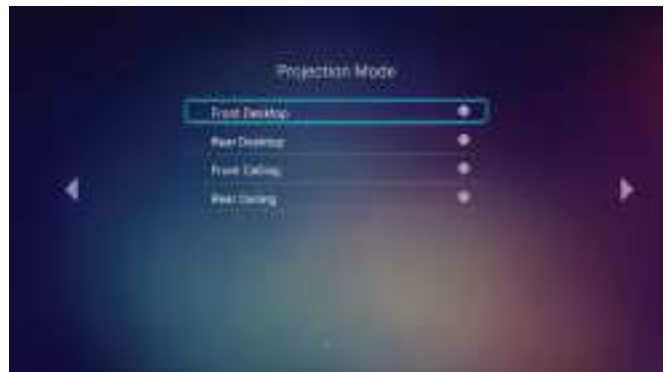 Projection Mode
Front Desktop
Rear Desktop
Front Ceiling
Rear Ceiling